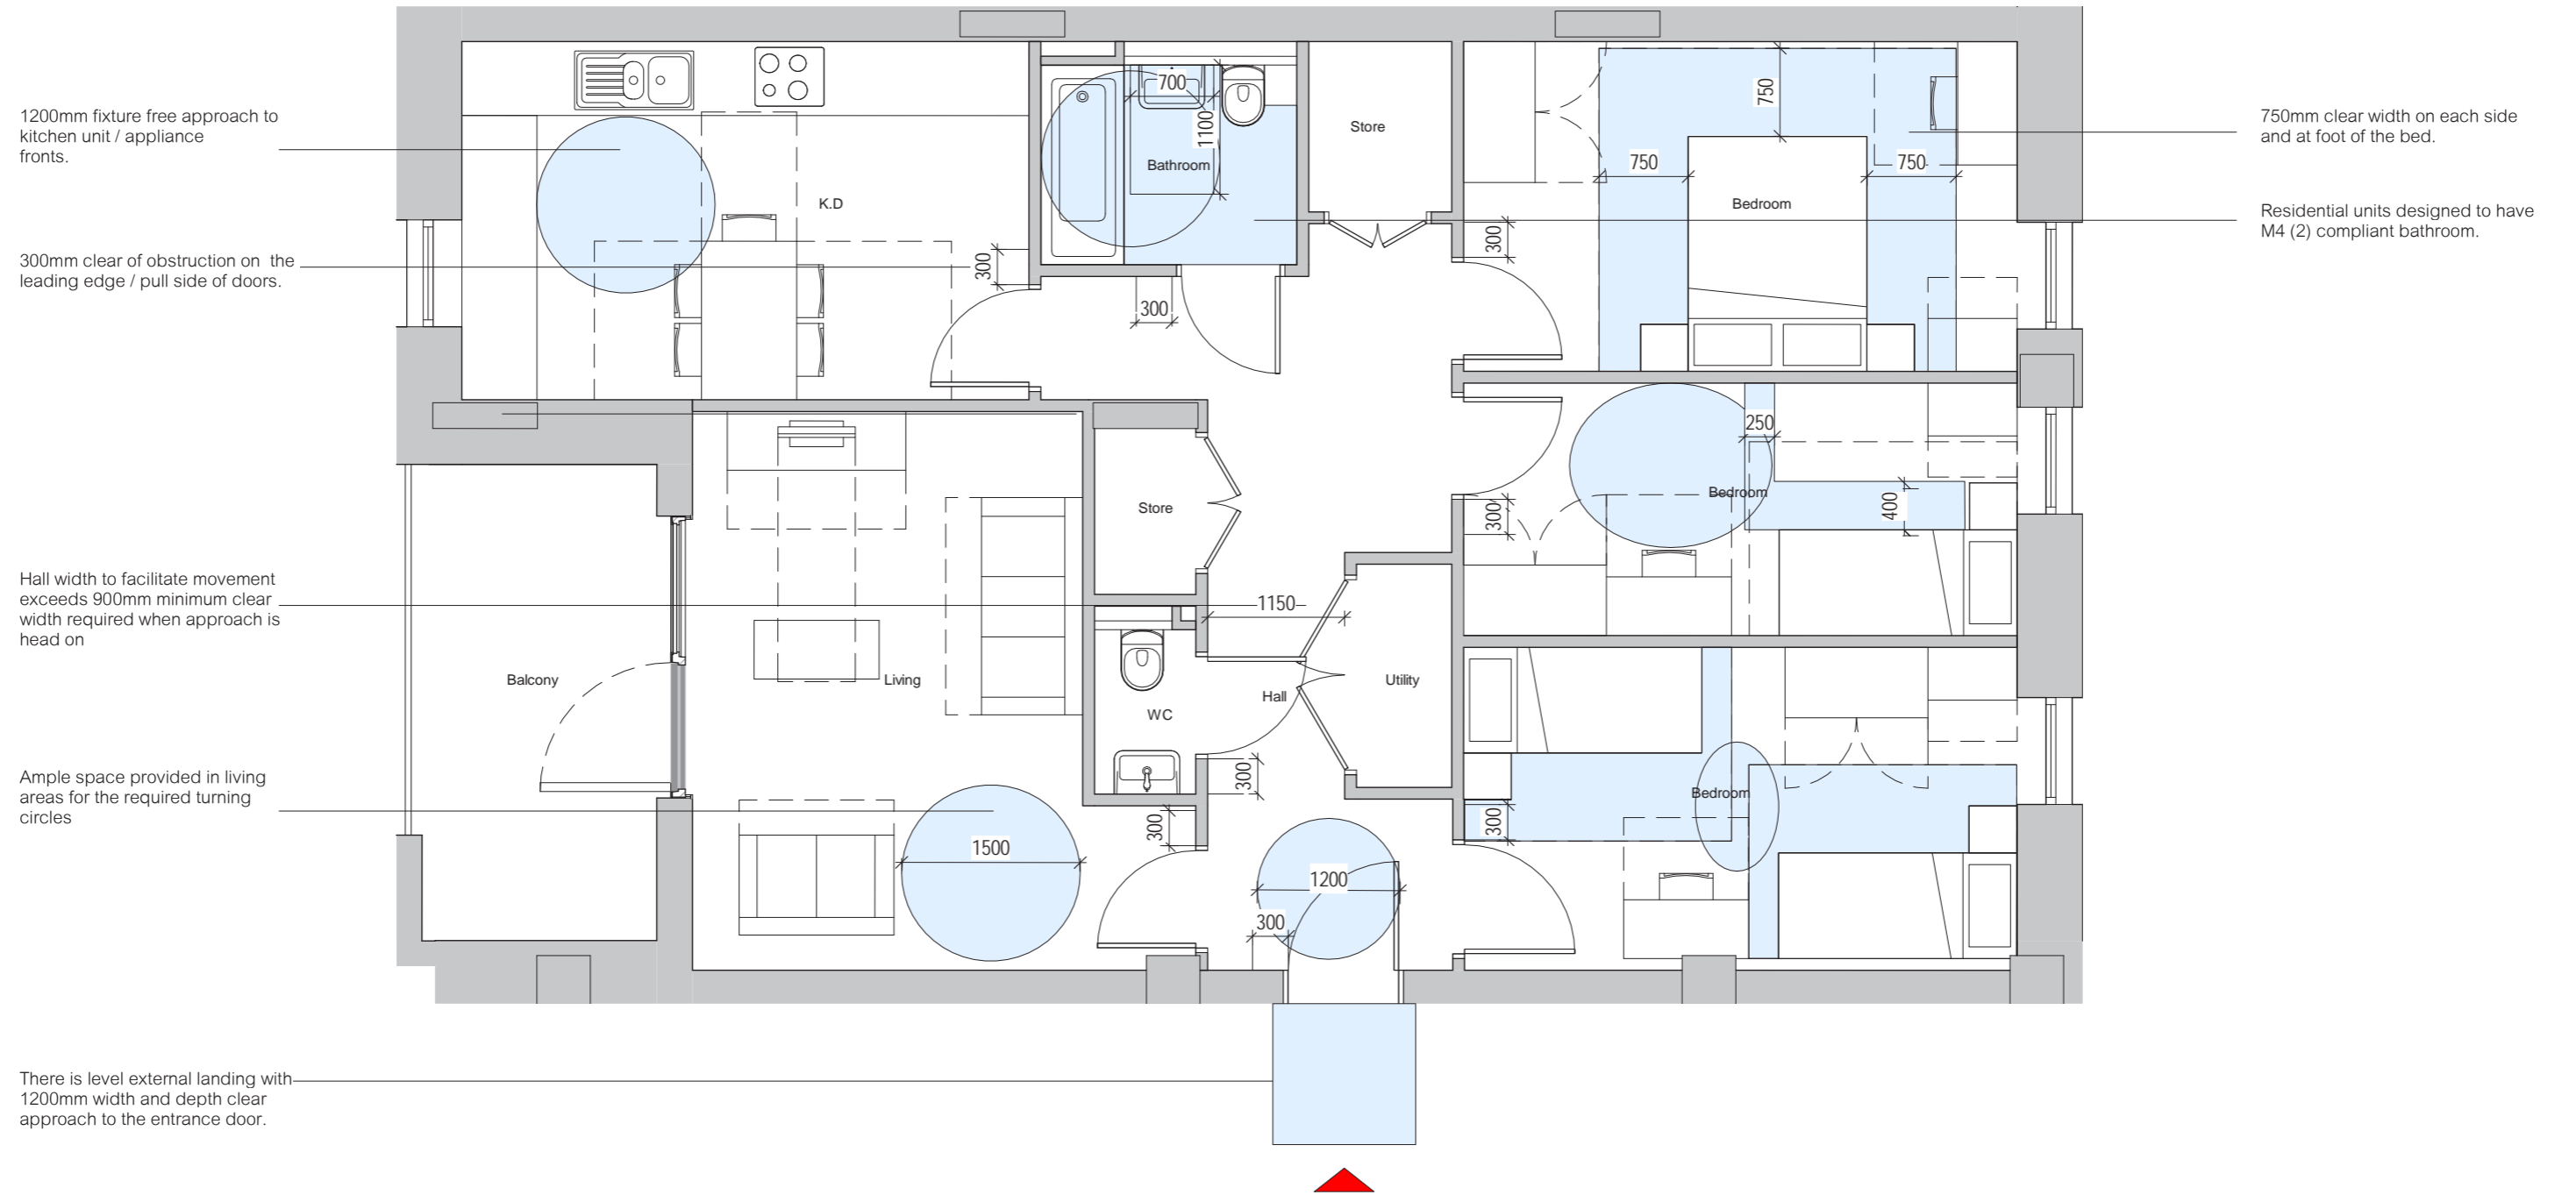 1200mm fixture free approach to
kitchen unit / appliance
fronts.
300mm clear of obstruction on the
leading edge / pull side of doors.
Hall width to facilitate movement
exceeds 900mm minimum clear
width required when approach is
head on
Ample space provided in living
areas for the required turning
circles
There is level external landing with
1200mm width and depth clear
approach to the entrance door.
K.D
300
700
1100
Bathroom
300
Store
300
750
750
750
Bedroom
250
Bedroom
400
300
Store
1150
Balcony
Living
WC
Hall
Utility
300
300
1500
1200
300
Bedroom
300
750mm clear width on each side
and at foot of the bed.
Residential units designed to have
M4 (2) compliant bathroom.